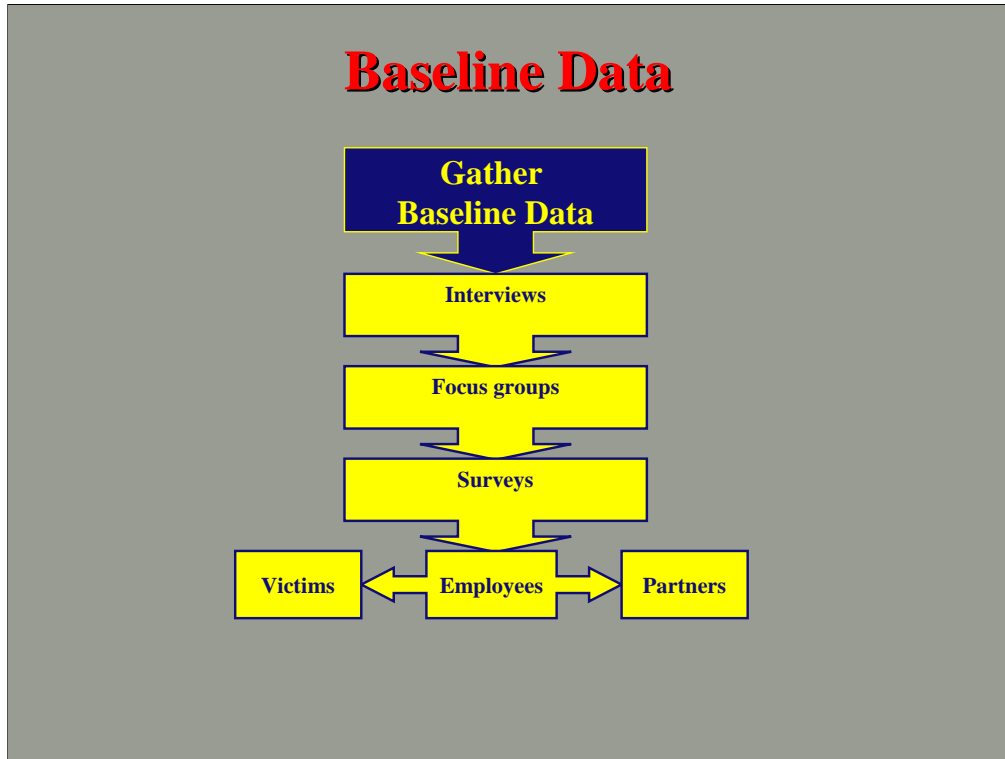 Baseline Data
Gather
Baseline Data
Interviews
Focus groups
Surveys
Victims
Employees
Partners